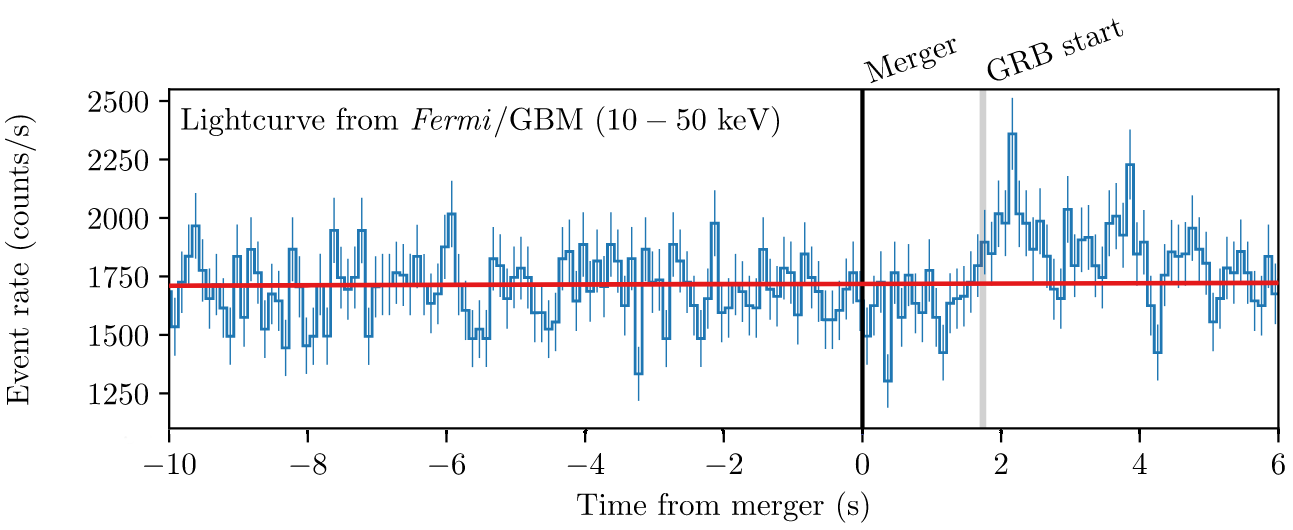 Merger
GRB start
Lightcurve from Fermi/GBM (10 − 50 keV)
Event rate (counts/s)
2500
2250
2000
1750
1500
1250
−10 −8 −6 −4 −2 0 2 4 6
Time from merger (s)